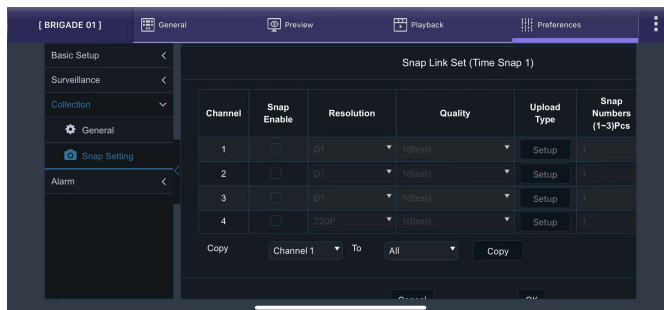 [ BRIGADE 01 ] General Preview Playback Preferences
Basic Setup
Surveillance
Collection
General
Snap Setting
Alarm
Snap Link Set (Time Snap 1)
Channel Snap Enable Resolution Quality Upload Type Snap Numbers (1~3)Pcs
1 D1 1(Best) Setup 1
2 D1 1(Best) Setup 1
3 D1 1(Best) Setup 1
4 720P 1(Best) Setup 1
Copy Channel 1 To All Copy
Cancel OK